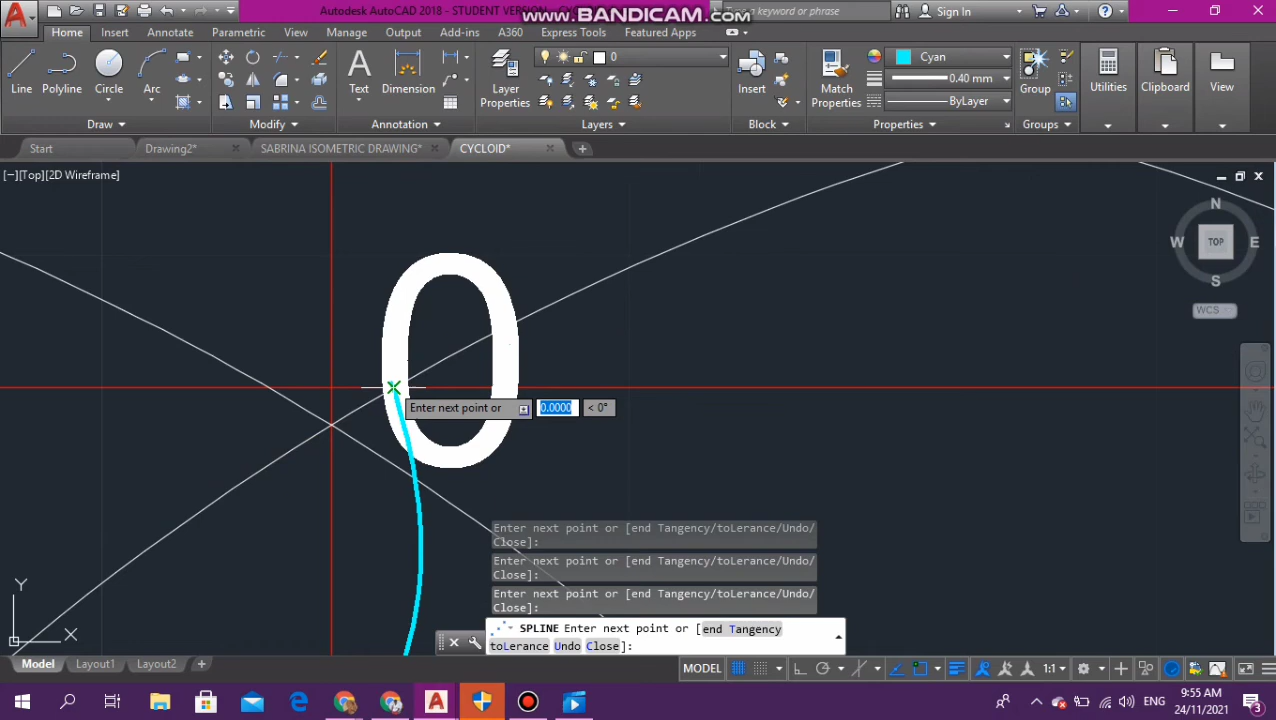 Autodesk AutoCAD 2018 - STUDENT VERSION CYCLOID
www.BANDICAM.com
Type a keyword or phrase
Sign In
Home Insert Annotate Parametric View Manage Output Add-ins A360 Express Tools Featured Apps
Line Polyline Circle Arc
Text Dimension
Layer Properties
0
Insert
Match Properties
Cyan
0.40 mm
ByLayer
Group Utilities Clipboard View
Draw Modify Annotation Layers Block Properties Groups
Start Drawing2* SABRINA ISOMETRIC DRAWING* CYCLOID*
[−][Top][2D Wireframe]
N
W TOP E
S
WCS
0
Enter next point or 0.0000 < 0°
Enter next point or [end Tangency/toLerance/Undo/
Close]:
Enter next point or [end Tangency/toLerance/Undo/
Close]:
Enter next point or [end Tangency/toLerance/Undo/
Close]:
SPLINE Enter next point or [end Tangency
toLerance Undo Close]:
Y
X
Model Layout1 Layout2
MODEL
1:1
ENG
9:55 AM
24/11/2021
3